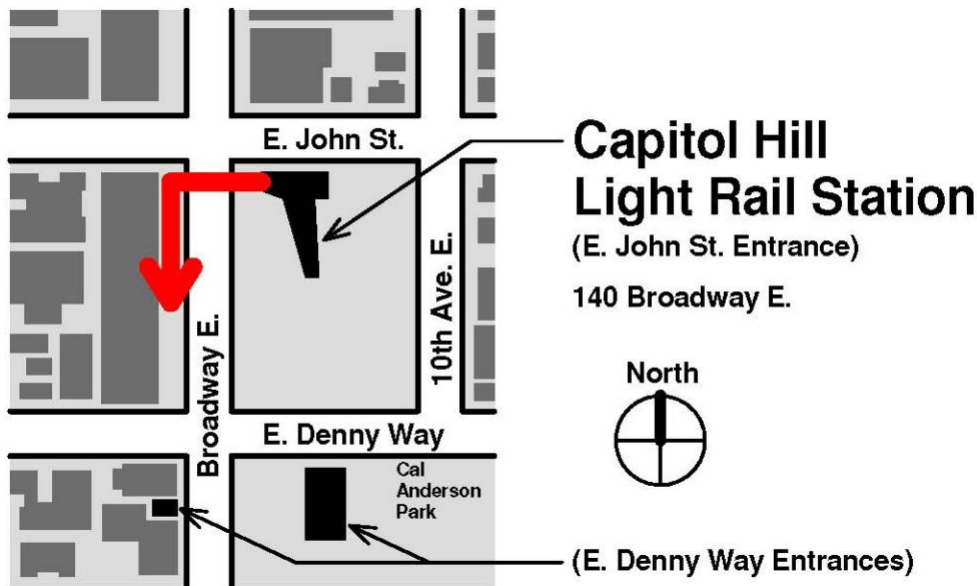 E. John St.
Capitol Hill
Light Rail Station
(E. John St. Entrance)
140 Broadway E.
Broadway E.
10th Ave. E.
North
E. Denny Way
Cal
Anderson
Park
(E. Denny Way Entrances)